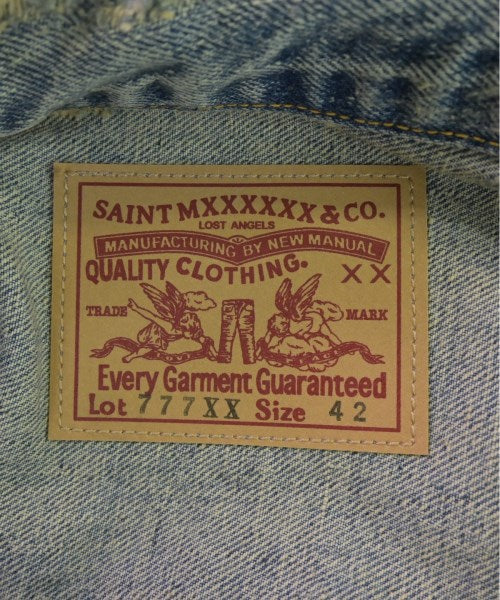 SAINT MXXXXXX & CO.
LOST ANGELS
MANUFACTURING BY NEW MANUAL
QUALITY CLOTHING.
XX
TRADE MARK
Every Garment Guaranteed
Lot 777XX Size 42